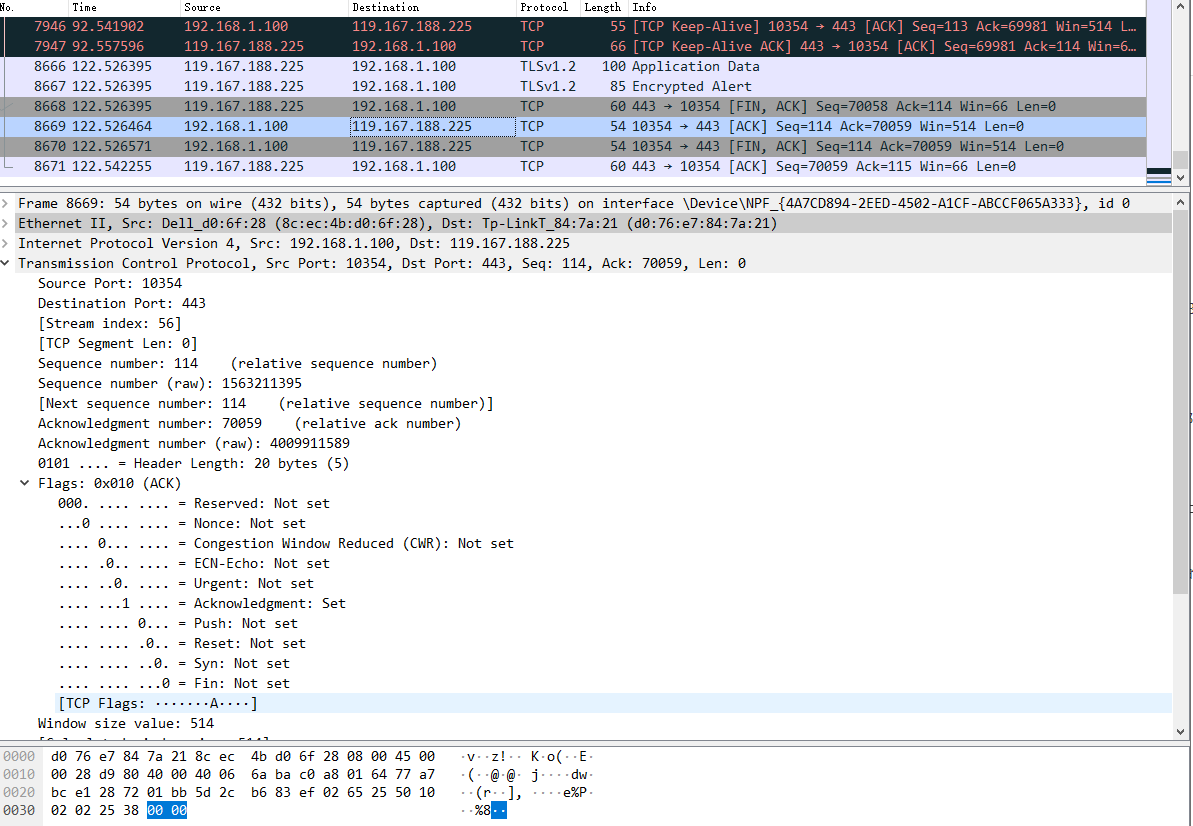 No. Time Source Destination Protocol Length Info
7946 92.541902 192.168.1.100 119.167.188.225 TCP 55 [TCP Keep-Alive] 10354 → 443 [ACK] Seq=113 Ack=69981 Win=514 L…
7947 92.557596 119.167.188.225 192.168.1.100 TCP 66 [TCP Keep-Alive ACK] 443 → 10354 [ACK] Seq=69981 Ack=114 Win=6…
8666 122.526395 119.167.188.225 192.168.1.100 TLSv1.2 100 Application Data
8667 122.526395 119.167.188.225 192.168.1.100 TLSv1.2 85 Encrypted Alert
8668 122.526395 119.167.188.225 192.168.1.100 TCP 60 443 → 10354 [FIN, ACK] Seq=70058 Ack=114 Win=66 Len=0
8669 122.526464 192.168.1.100 119.167.188.225 TCP 54 10354 → 443 [ACK] Seq=114 Ack=70059 Win=514 Len=0
8670 122.526571 192.168.1.100 119.167.188.225 TCP 54 10354 → 443 [FIN, ACK] Seq=114 Ack=70059 Win=514 Len=0
8671 122.542255 119.167.188.225 192.168.1.100 TCP 60 443 → 10354 [ACK] Seq=70059 Ack=115 Win=66 Len=0
Frame 8669: 54 bytes on wire (432 bits), 54 bytes captured (432 bits) on interface \Device\NPF_{4A7CD894-2EED-4502-A1CF-ABCCF065A333}, id 0
Ethernet II, Src: Dell_d0:6f:28 (8c:ec:4b:d0:6f:28), Dst: Tp-LinkT_84:7a:21 (d0:76:e7:84:7a:21)
Internet Protocol Version 4, Src: 192.168.1.100, Dst: 119.167.188.225
Transmission Control Protocol, Src Port: 10354, Dst Port: 443, Seq: 114, Ack: 70059, Len: 0
Source Port: 10354
Destination Port: 443
[Stream index: 56]
[TCP Segment Len: 0]
Sequence number: 114 (relative sequence number)
Sequence number (raw): 1563211395
[Next sequence number: 114 (relative sequence number)]
Acknowledgment number: 70059 (relative ack number)
Acknowledgment number (raw): 4009911589
0101 .... = Header Length: 20 bytes (5)
Flags: 0x010 (ACK)
000. .... .... = Reserved: Not set
...0 .... .... = Nonce: Not set
.... 0... .... = Congestion Window Reduced (CWR): Not set
.... .0.. .... = ECN-Echo: Not set
.... ..0. .... = Urgent: Not set
.... ...1 .... = Acknowledgment: Set
.... .... 0... = Push: Not set
.... .... .0.. = Reset: Not set
.... .... ..0. = Syn: Not set
.... .... ...0 = Fin: Not set
[TCP Flags: ·······A····]
Window size value: 514
0000 d0 76 e7 84 7a 21 8c ec 4b d0 6f 28 08 00 45 00 ·v··z!·· K·o(··E·
0010 00 28 d9 80 40 00 40 06 6a ba c0 a8 01 64 77 a7 ·(··@·@· j····dw·
0020 bc e1 28 72 01 bb 5d 2c b6 83 ef 02 65 25 50 10 ··(r··], ····e%P·
0030 02 02 25 38 00 00 ··%8··